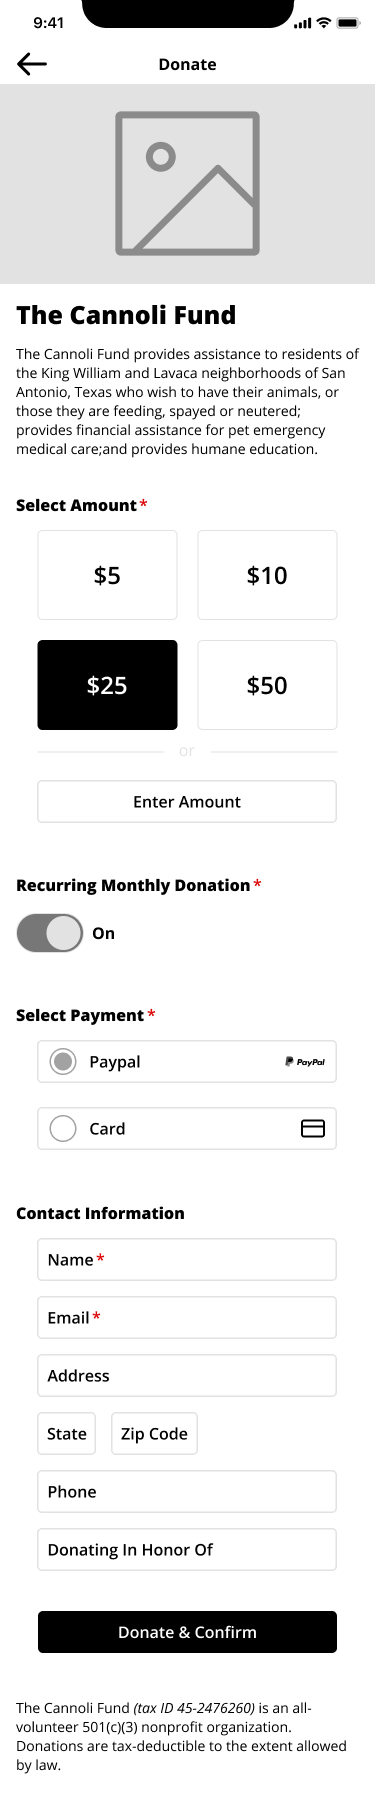 9:41
Donate
The Cannoli Fund
The Cannoli Fund provides assistance to residents of
the King William and Lavaca neighborhoods of San
Antonio, Texas who wish to have their animals, or
those they are feeding, spayed or neutered;
provides financial assistance for pet emergency
medical care;and provides humane education.
Select Amount*
$5 $10
$25 $50
or
Enter Amount
Recurring Monthly Donation*
On
Select Payment*
Paypal PayPal
Card
Contact Information
Name*
Email*
Address
State Zip Code
Phone
Donating In Honor Of
Donate & Confirm
The Cannoli Fund (tax ID 45-2476260) is an all-
volunteer 501(c)(3) nonprofit organization.
Donations are tax-deductible to the extent allowed
by law.